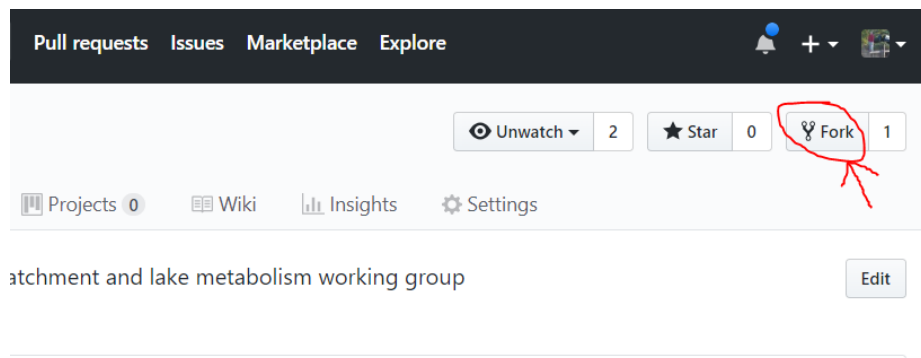 Pull requests Issues Marketplace Explore
Unwatch 2 Star 0 Fork 1
Projects 0 Wiki Insights Settings
atchment and lake metabolism working group Edit